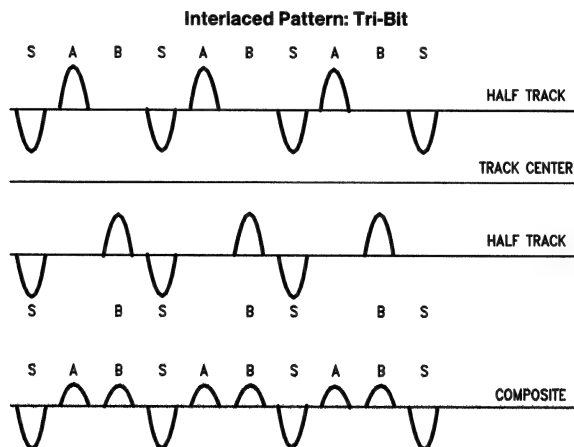 Interlaced Pattern: Tri-Bit
S A B S A B S A B S
HALF TRACK
TRACK CENTER
HALF TRACK
S B S B S B S
S A B S A B S A B S
COMPOSITE